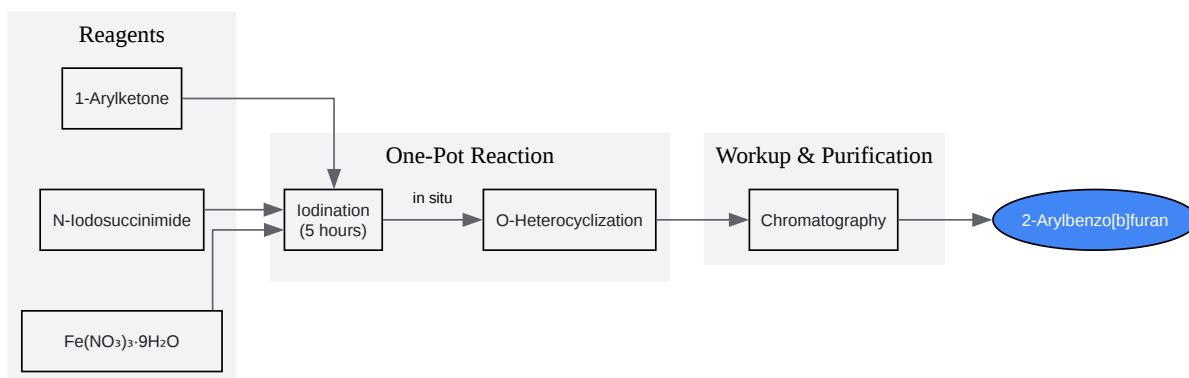 Reagents
1-Arylketone
One-Pot Reaction
Workup & Purification
N-Iodosuccinimide
Iodination
(5 hours)
in situ
O-Heterocyclization
Chromatography
2-Arylbenzo[b]furan
Fe(NO₃)₃·9H₂O